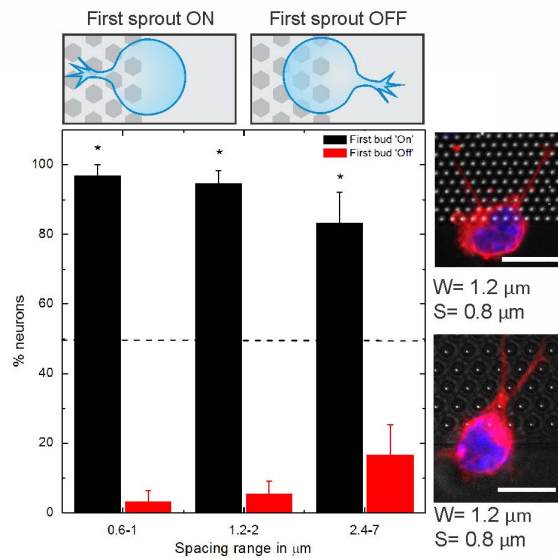 First sprout ON
First sprout OFF
First bud 'On'
First bud 'Off'
*
*
*
100
80
60
40
20
0
% neurons
0.6-1
1.2-2
2.4-7
Spacing range in μm
W= 1.2 μm
S= 0.8 μm
W= 1.2 μm
S= 0.8 μm